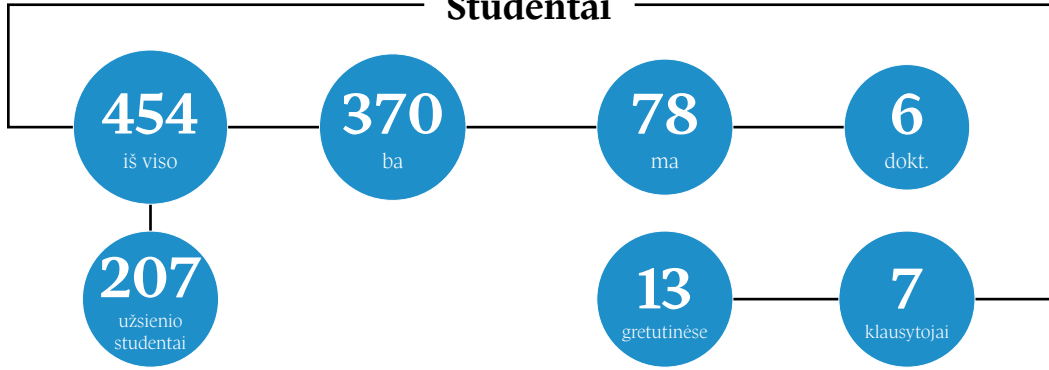 Studentai
454
iš viso
370
ba
78
ma
6
dokt.
207
užsienio
studentai
13
gretutinėse
7
klausytojai